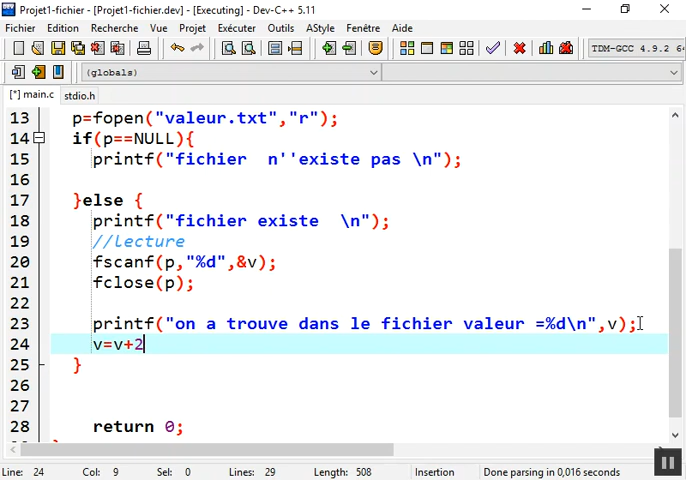 Projet1-fichier - [Projet1-fichier.dev] - [Executing] - Dev-C++ 5.11
Fichier Edition Recherche Vue Projet Exécuter Outils AStyle Fenêtre Aide
TDM-GCC 4.9.2 64
(globals)
[*] main.c stdio.h
13 p=fopen("valeur.txt","r");
14 if(p==NULL){
15 printf("fichier n''existe pas \n");
16
17 }else {
18 printf("fichier existe \n");
19 //lecture
20 fscanf(p,"%d",&v);
21 fclose(p);
22
23 printf("on a trouve dans le fichier valeur =%d\n",v);
24 v=v+2
25 }
26
27
28 return 0;
Line: 24 Col: 9 Sel: 0 Lines: 29 Length: 508 Insertion Done parsing in 0,016 seconds